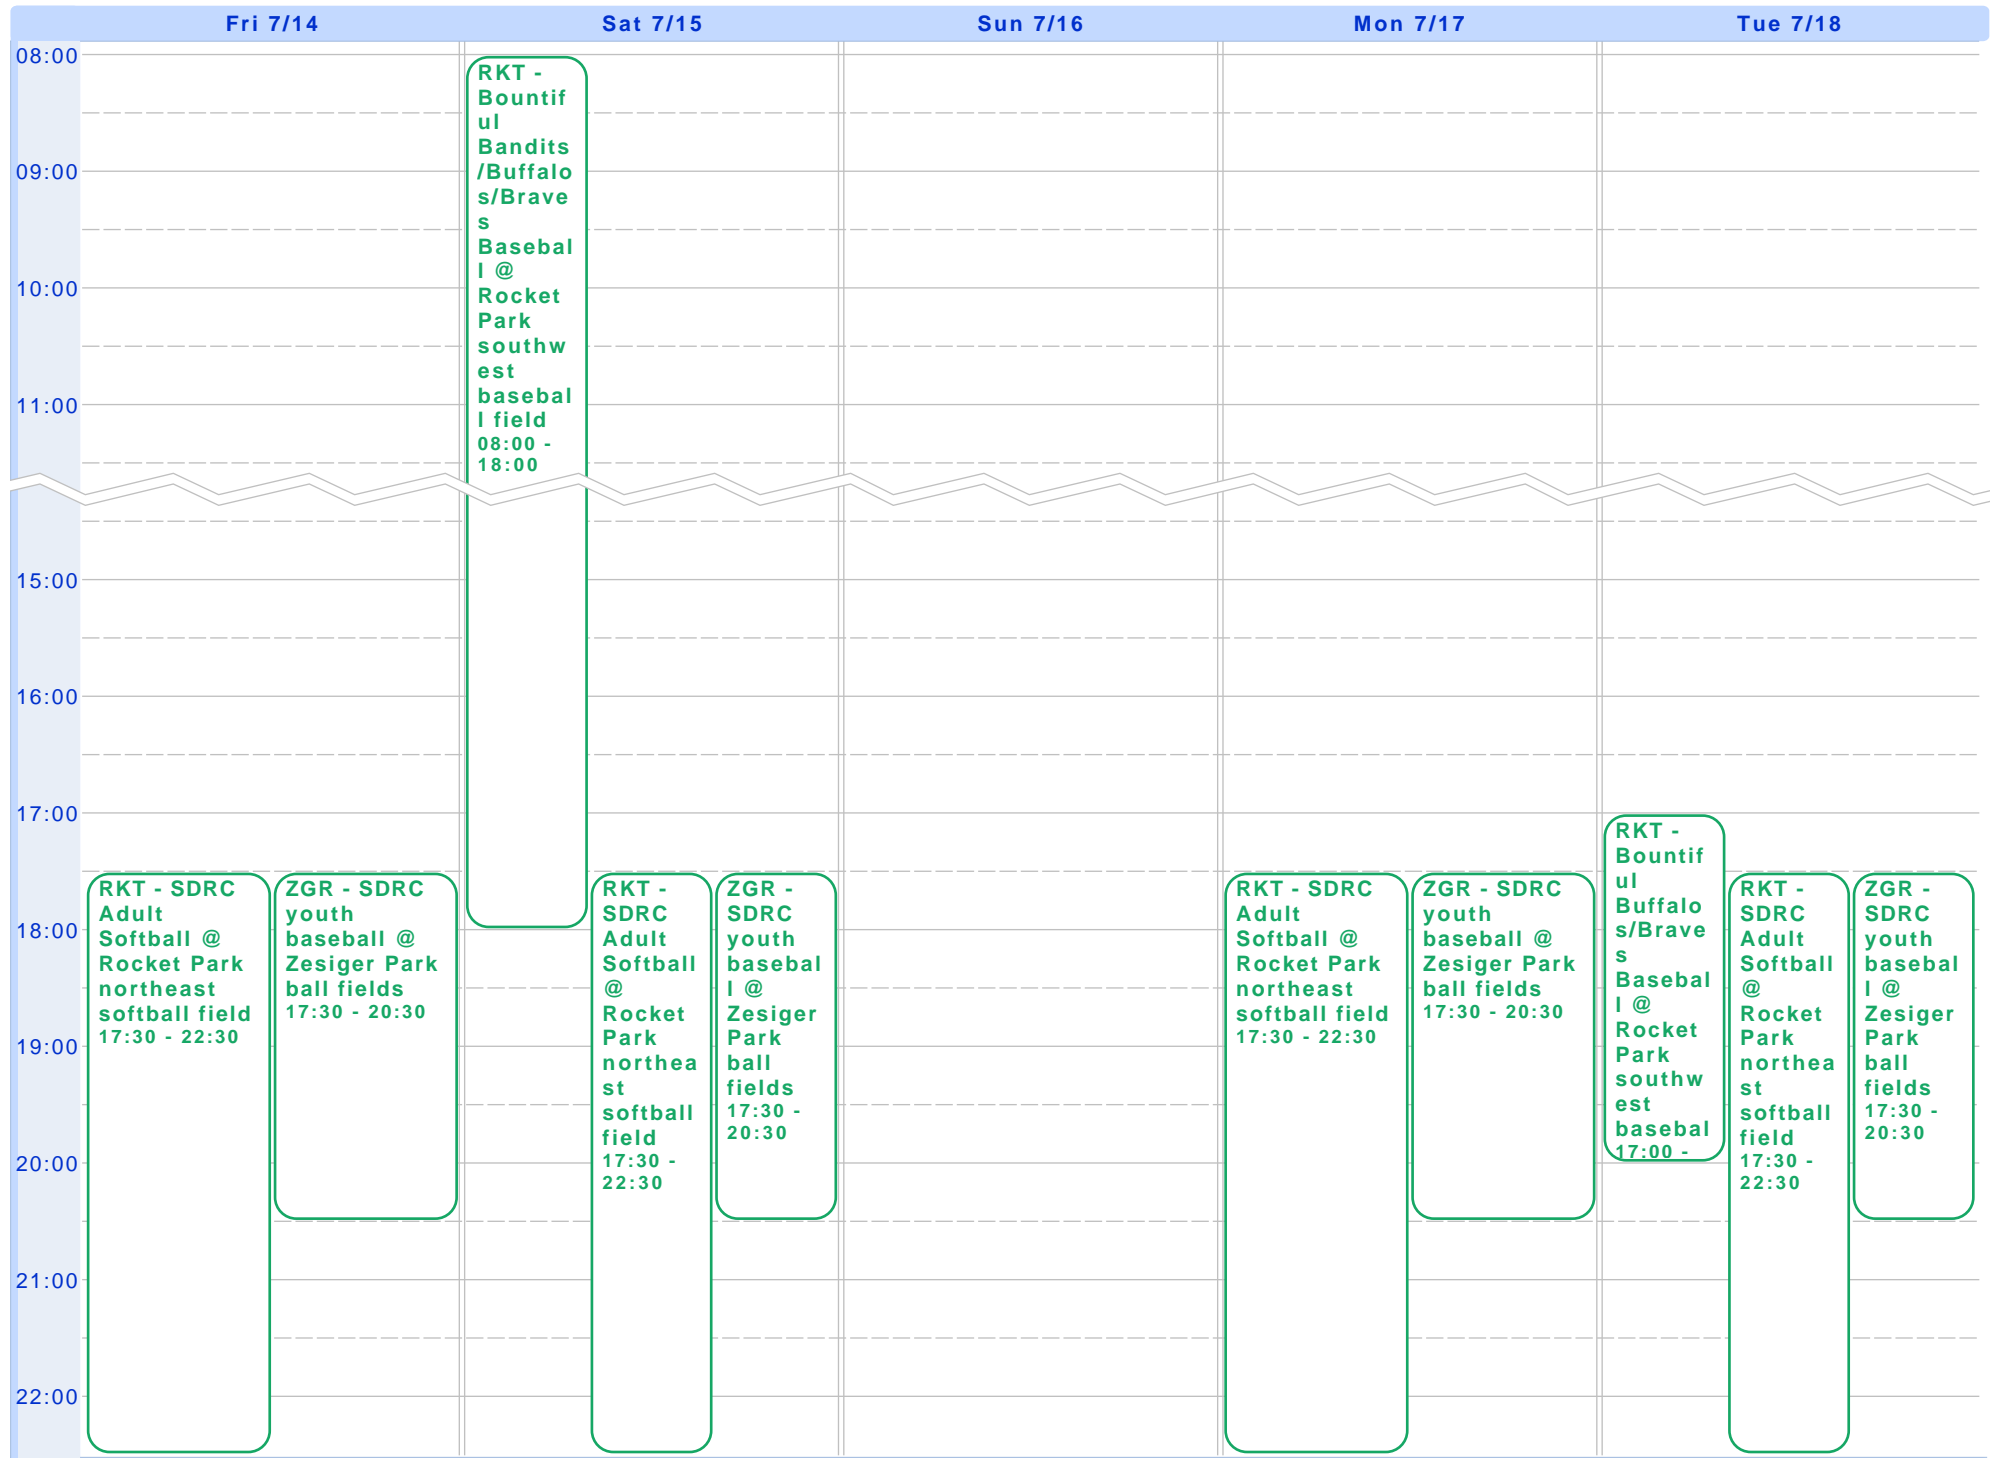 Fri 7/14
Sat 7/15
Sun 7/16
Mon 7/17
Tue 7/18
08:00
09:00
10:00
11:00
15:00
16:00
17:00
18:00
19:00
20:00
21:00
22:00
RKT - SDRC
Adult
Softball @
Rocket Park
northeast
softball field
17:30 - 22:30
ZGR - SDRC
youth
baseball @
Zesiger Park
ball fields
17:30 - 20:30
RKT -
Bountif
ul
Bandits
/Buffalo
s/Brave
s
Basebal
l @
Rocket
Park
southw
est
basebal
l field
08:00 -
18:00
RKT -
SDRC
Adult
Softball
@
Rocket
Park
northea
st
softball
field
17:30 -
22:30
ZGR -
SDRC
youth
basebal
l @
Zesiger
Park
ball
fields
17:30 -
20:30
RKT - SDRC
Adult
Softball @
Rocket Park
northeast
softball field
17:30 - 22:30
ZGR - SDRC
youth
baseball @
Zesiger Park
ball fields
17:30 - 20:30
RKT -
Bountif
ul
Buffalo
s/Brave
s
Basebal
l @
Rocket
Park
southw
est
basebal
17:00 -
RKT -
SDRC
Adult
Softball
@
Rocket
Park
northea
st
softball
field
17:30 -
22:30
ZGR -
SDRC
youth
basebal
l @
Zesiger
Park
ball
fields
17:30 -
20:30